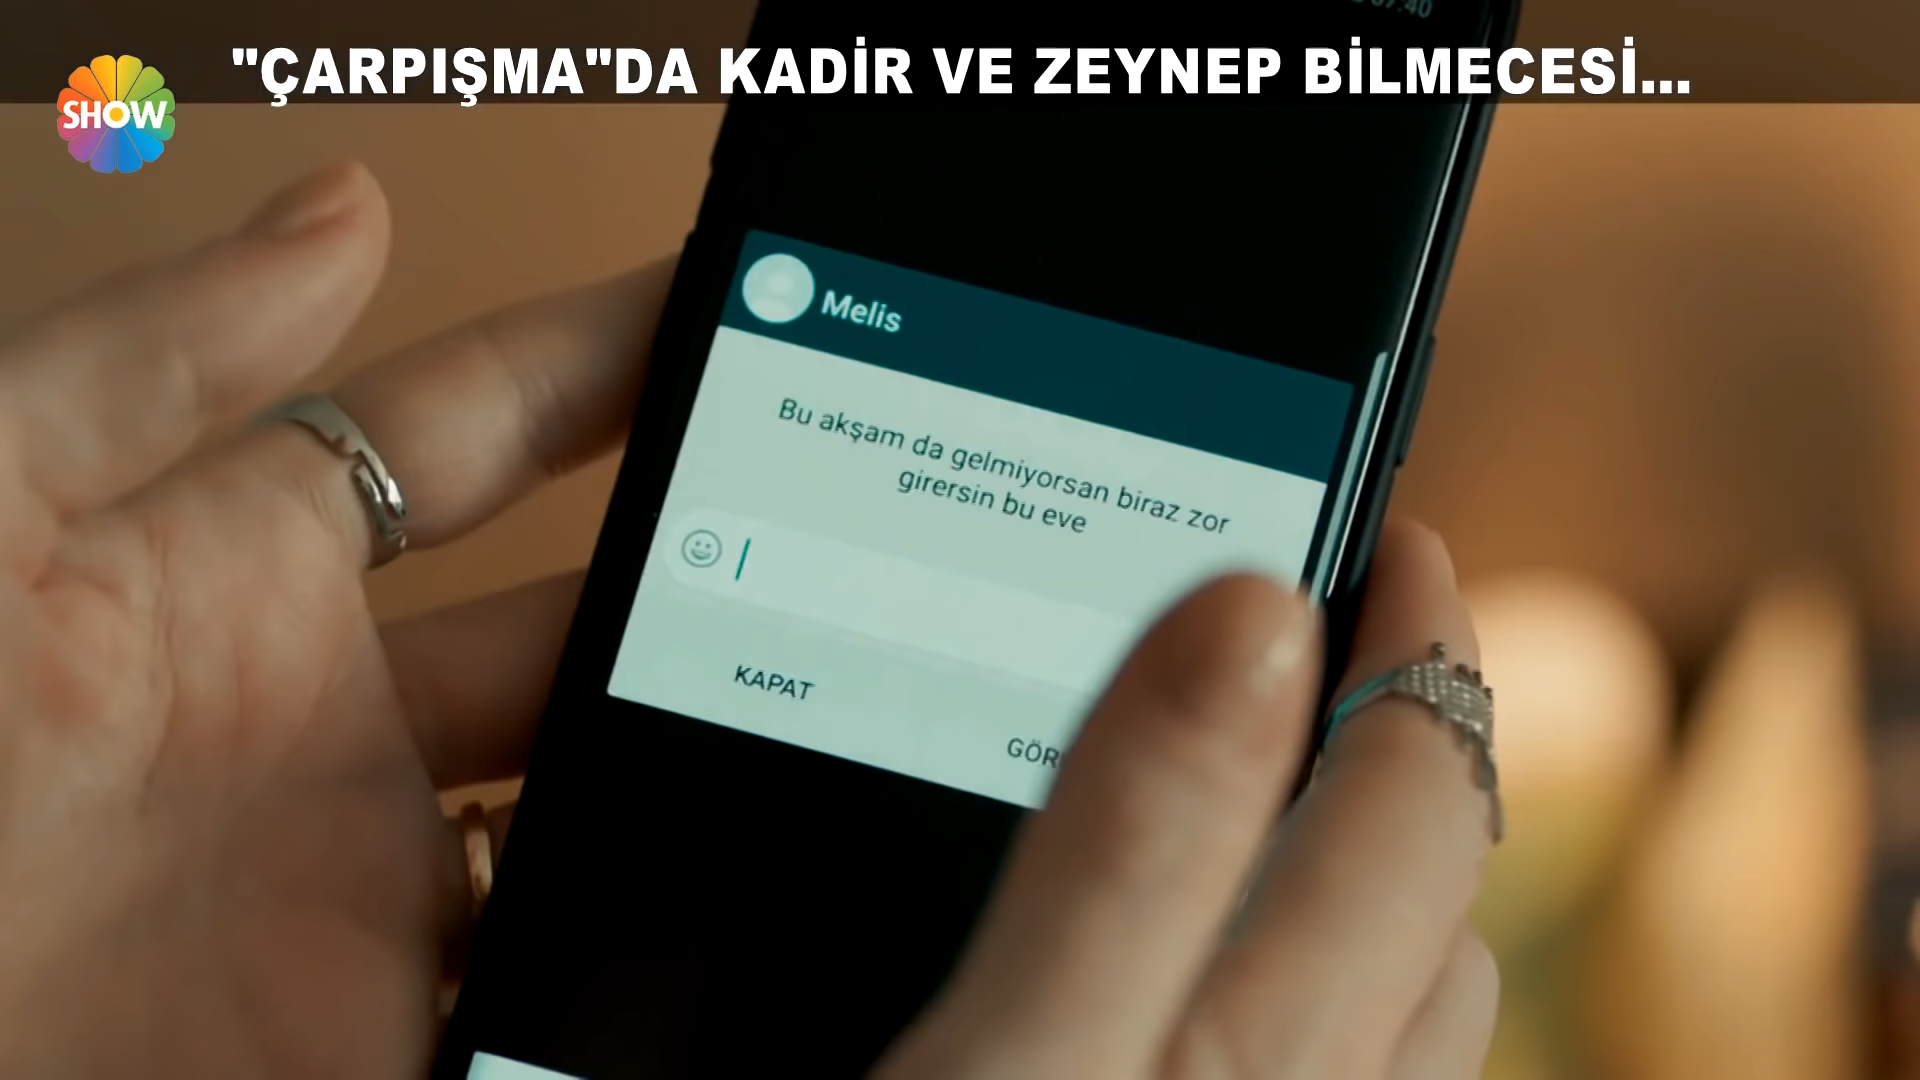 "ÇARPIŞMA"DA KADİR VE ZEYNEP BİLMECESİ...
SHOW
Melis
Bu akşam da gelmiyorsan biraz zor
girersin bu eve
KAPAT